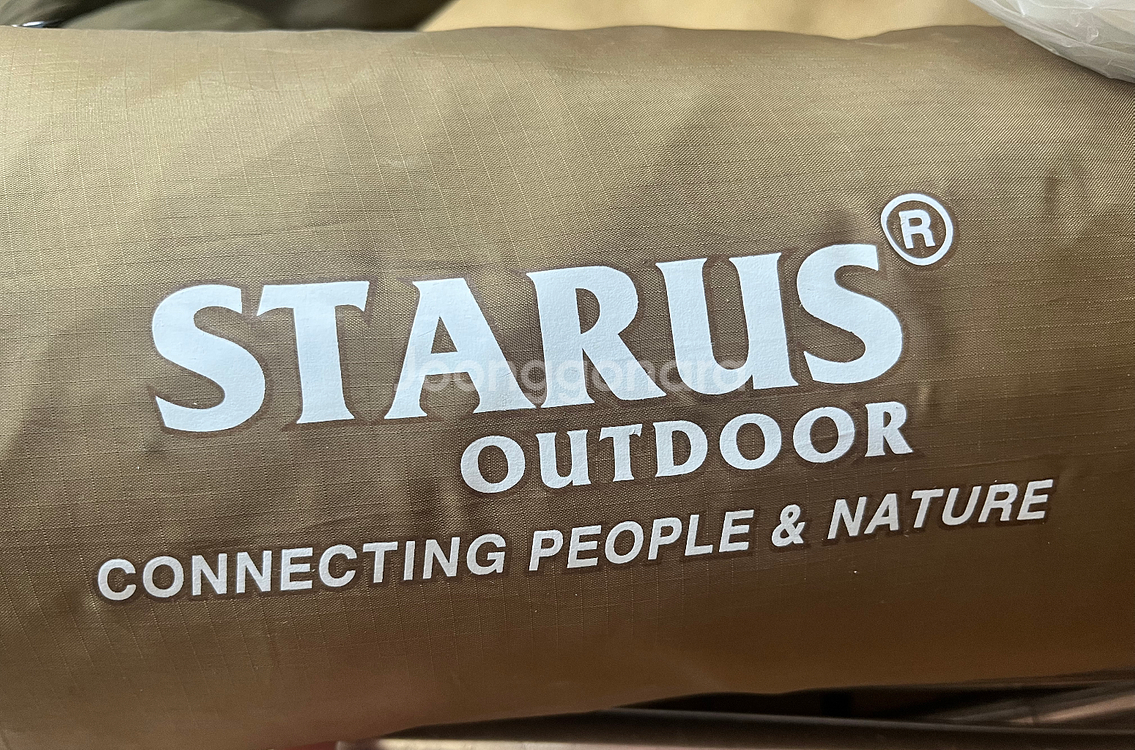 STARUS®
Joonggonara
OUTDOOR
CONNECTING PEOPLE & NATURE